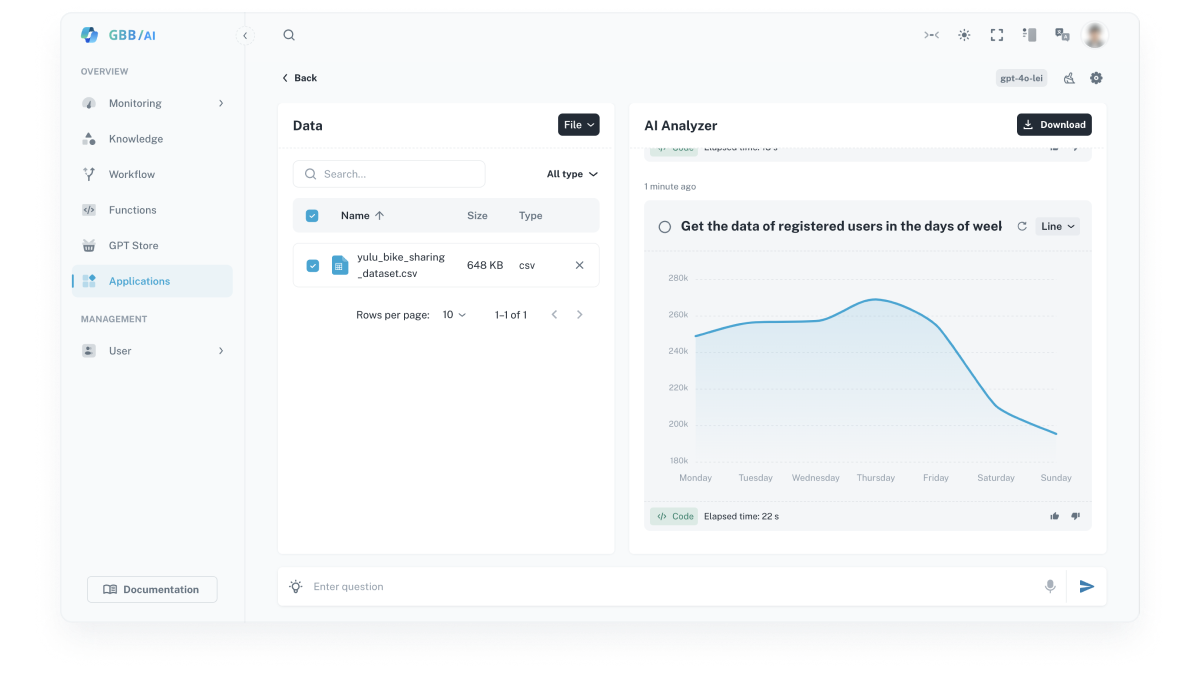 GBB/AI
OVERVIEW
Monitoring
Knowledge
Workflow
Functions
GPT Store
Applications
MANAGEMENT
User
Documentation
Back
gpt-4o-lei
Data
File
Search...
All type
Name
Size
Type
yulu_bike_sharing
_dataset.csv
648 KB
csv
Rows per page:
10
1–1 of 1
AI Analyzer
Download
Code
Elapsed time:
1 minute ago
Get the data of registered users in the days of week
Line
280k
260k
240k
220k
200k
180k
Monday
Tuesday
Wednesday
Thursday
Friday
Saturday
Sunday
Code
Elapsed time: 22 s
Enter question